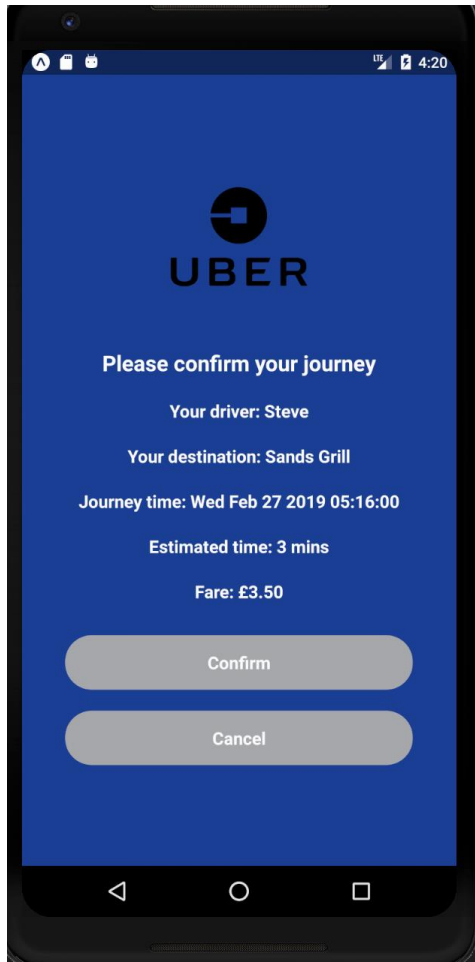 LTE 4:20
UBER
Please confirm your journey
Your driver: Steve
Your destination: Sands Grill
Journey time: Wed Feb 27 2019 05:16:00
Estimated time: 3 mins
Fare: £3.50
Confirm
Cancel